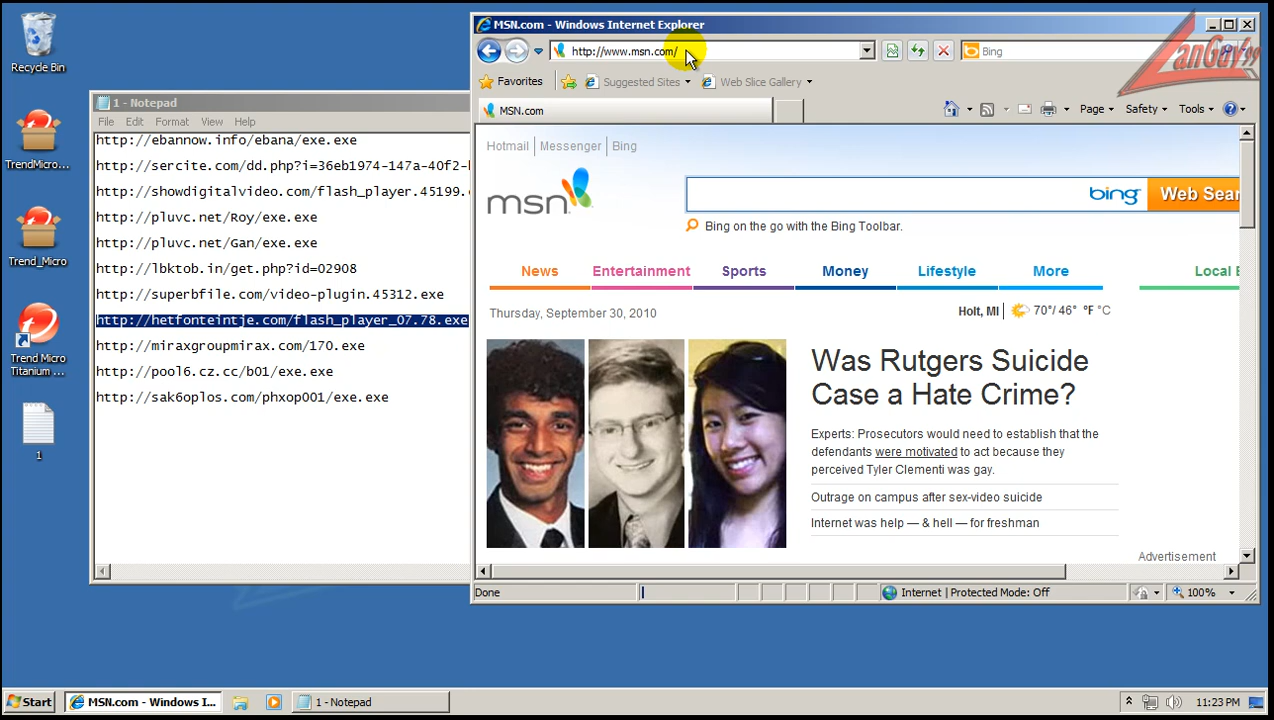 Recycle Bin
TrendMicro...
Trend_Micro
Trend Micro
Titanium ...
1
1 - Notepad
File Edit Format View Help
http://ebannow.info/ebana/exe.exe
http://sercite.com/dd.php?i=36eb1974-147a-40f2-
http://showdigitalvideo.com/flash_player.45199.
http://pluvc.net/Roy/exe.exe
http://pluvc.net/Gan/exe.exe
http://lbktob.in/get.php?id=02908
http://superbfile.com/video-plugin.45312.exe
http://hetfonteintje.com/flash_player_07.78.exe
http://miraxgroupmirax.com/170.exe
http://pool6.cz.cc/b01/exe.exe
http://sak6oplos.com/phxop001/exe.exe
MSN.com - Windows Internet Explorer
http://www.msn.com/
Bing
LanGay99
Favorites Suggested Sites Web Slice Gallery
MSN.com
Page Safety Tools
Hotmail Messenger Bing
msn
bing Web Sear
Bing on the go with the Bing Toolbar.
News Entertainment Sports Money Lifestyle More Local E
Thursday, September 30, 2010
Holt, MI 70°/ 46° °F °C
Was Rutgers Suicide
Case a Hate Crime?
Experts: Prosecutors would need to establish that the
defendants were motivated to act because they
perceived Tyler Clementi was gay.
Outrage on campus after sex-video suicide
Internet was help — & hell — for freshman
Advertisement
Done
Internet | Protected Mode: Off
100%
Start
MSN.com - Windows I...
1 - Notepad
11:23 PM